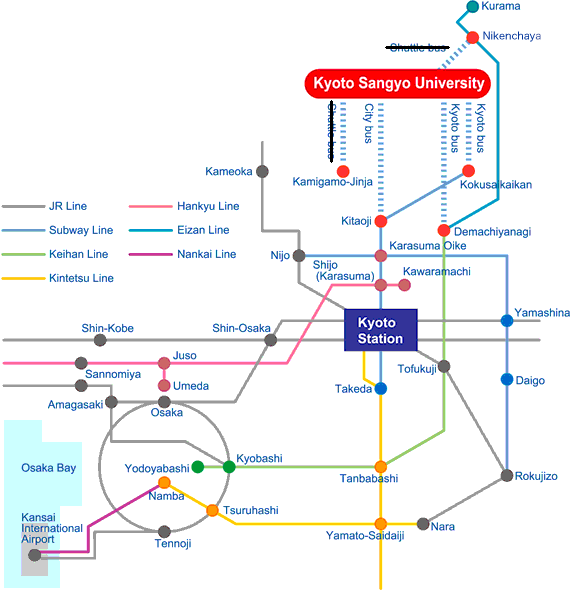 Kurama
Nikenchaya
Shuttle bus
Kyoto Sangyo University
Shuttle bus
City bus
Kyoto bus
Kyoto bus
Kameoka
Kamigamo-Jinja
Kokusaikaikan
JR Line
Hankyu Line
Kitaoji
Subway Line
Eizan Line
Demachiyanagi
Keihan Line
Nankai Line
Nijo
Karasuma Oike
Shijo
(Karasuma)
Kawaramachi
Kintetsu Line
Kyoto
Station
Yamashina
Shin-Kobe
Shin-Osaka
Juso
Sannomiya
Tofukuji
Umeda
Takeda
Daigo
Amagasaki
Osaka
Kyobashi
Yodoyabashi
Osaka Bay
Tanbabashi
Rokujizo
Namba
Tsuruhashi
Kansai
International
Airport
Tennoji
Yamato-Saidaiji
Nara